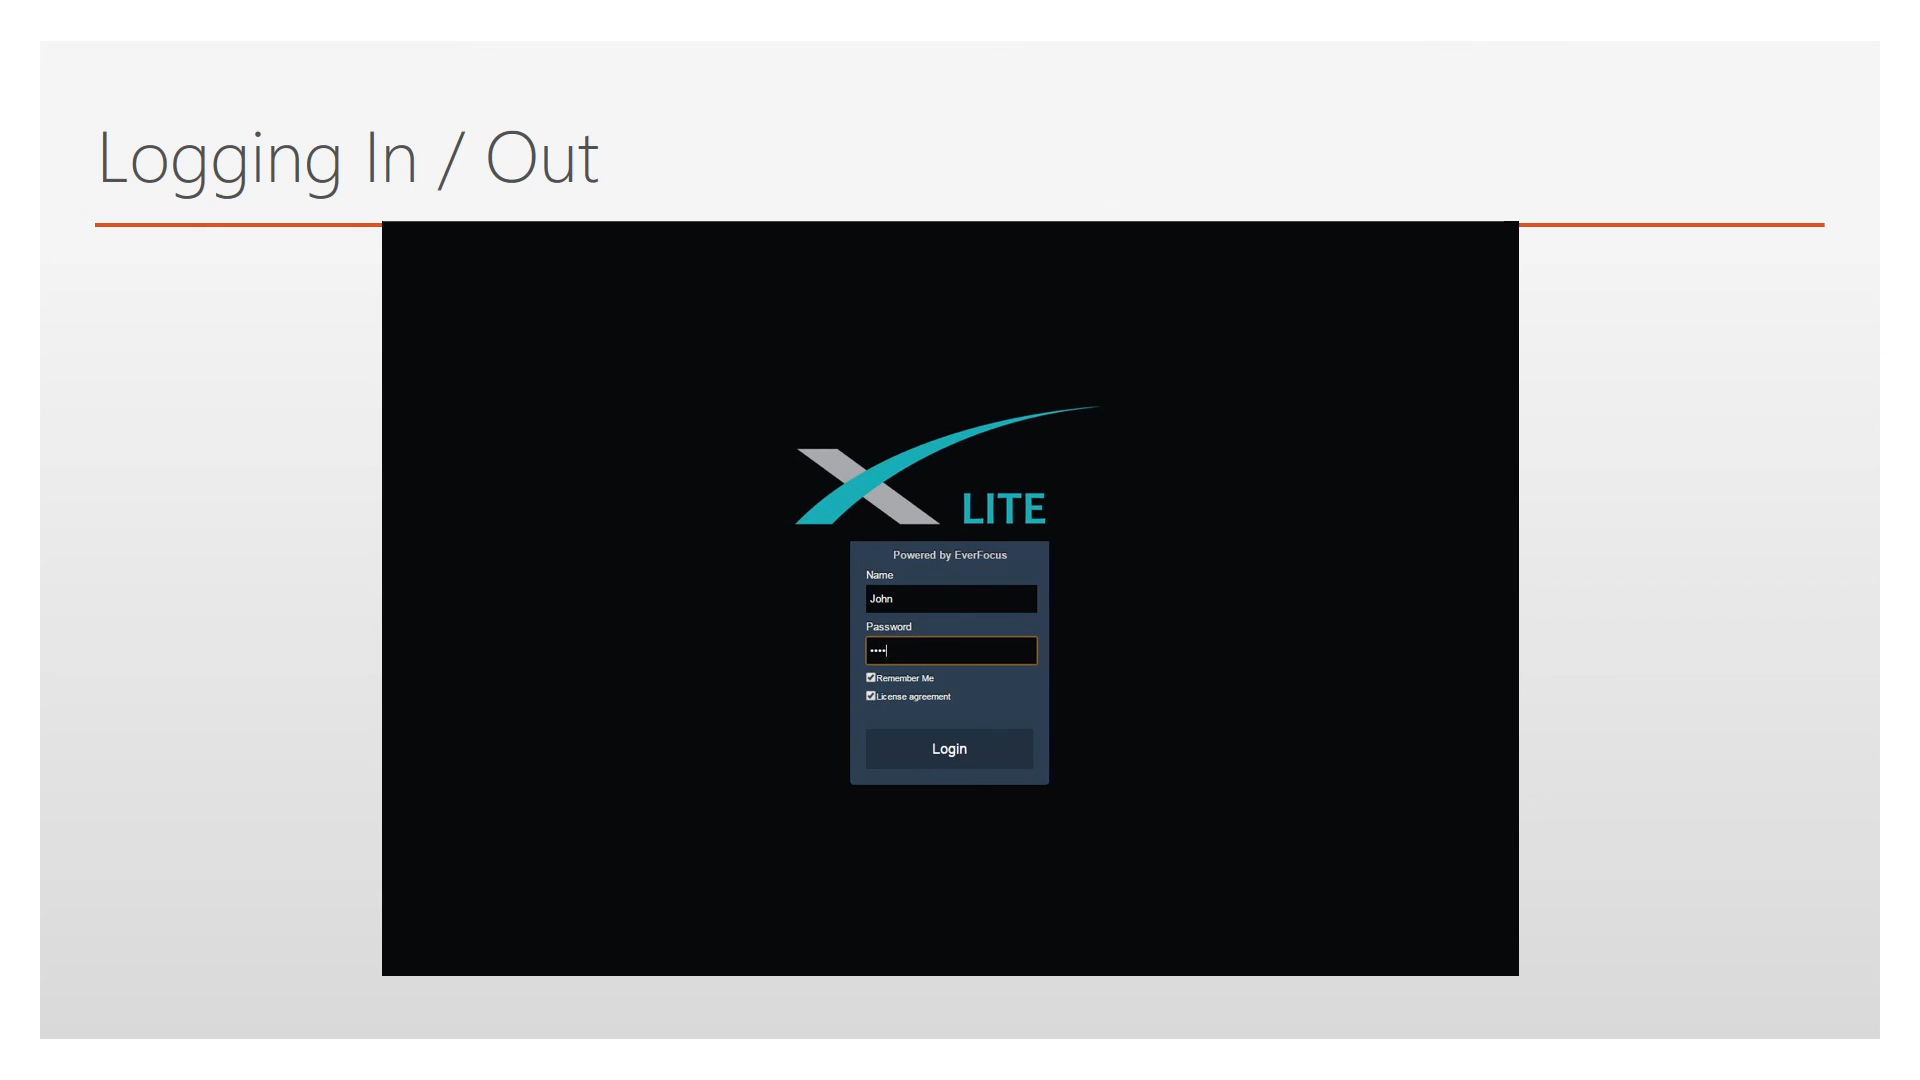 Logging In / Out
X LITE
Powered by EverFocus
Name
John
Password
••••
Remember Me
License agreement
Login